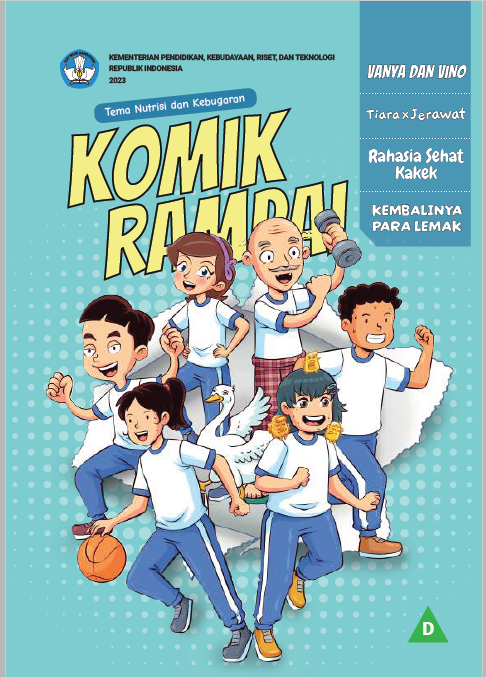 KEMENTERIAN PENDIDIKAN, KEBUDAYAAN, RISET, DAN TEKNOLOGI
REPUBLIK INDONESIA
2023
Tema Nutrisi dan Kebugaran
KOMIK
RAMPAI
VANYA DAN VINO
Tiara x Jerawat
Rahasia Sehat
Kakek
KEMBALINYA
PARA LEMAK
D